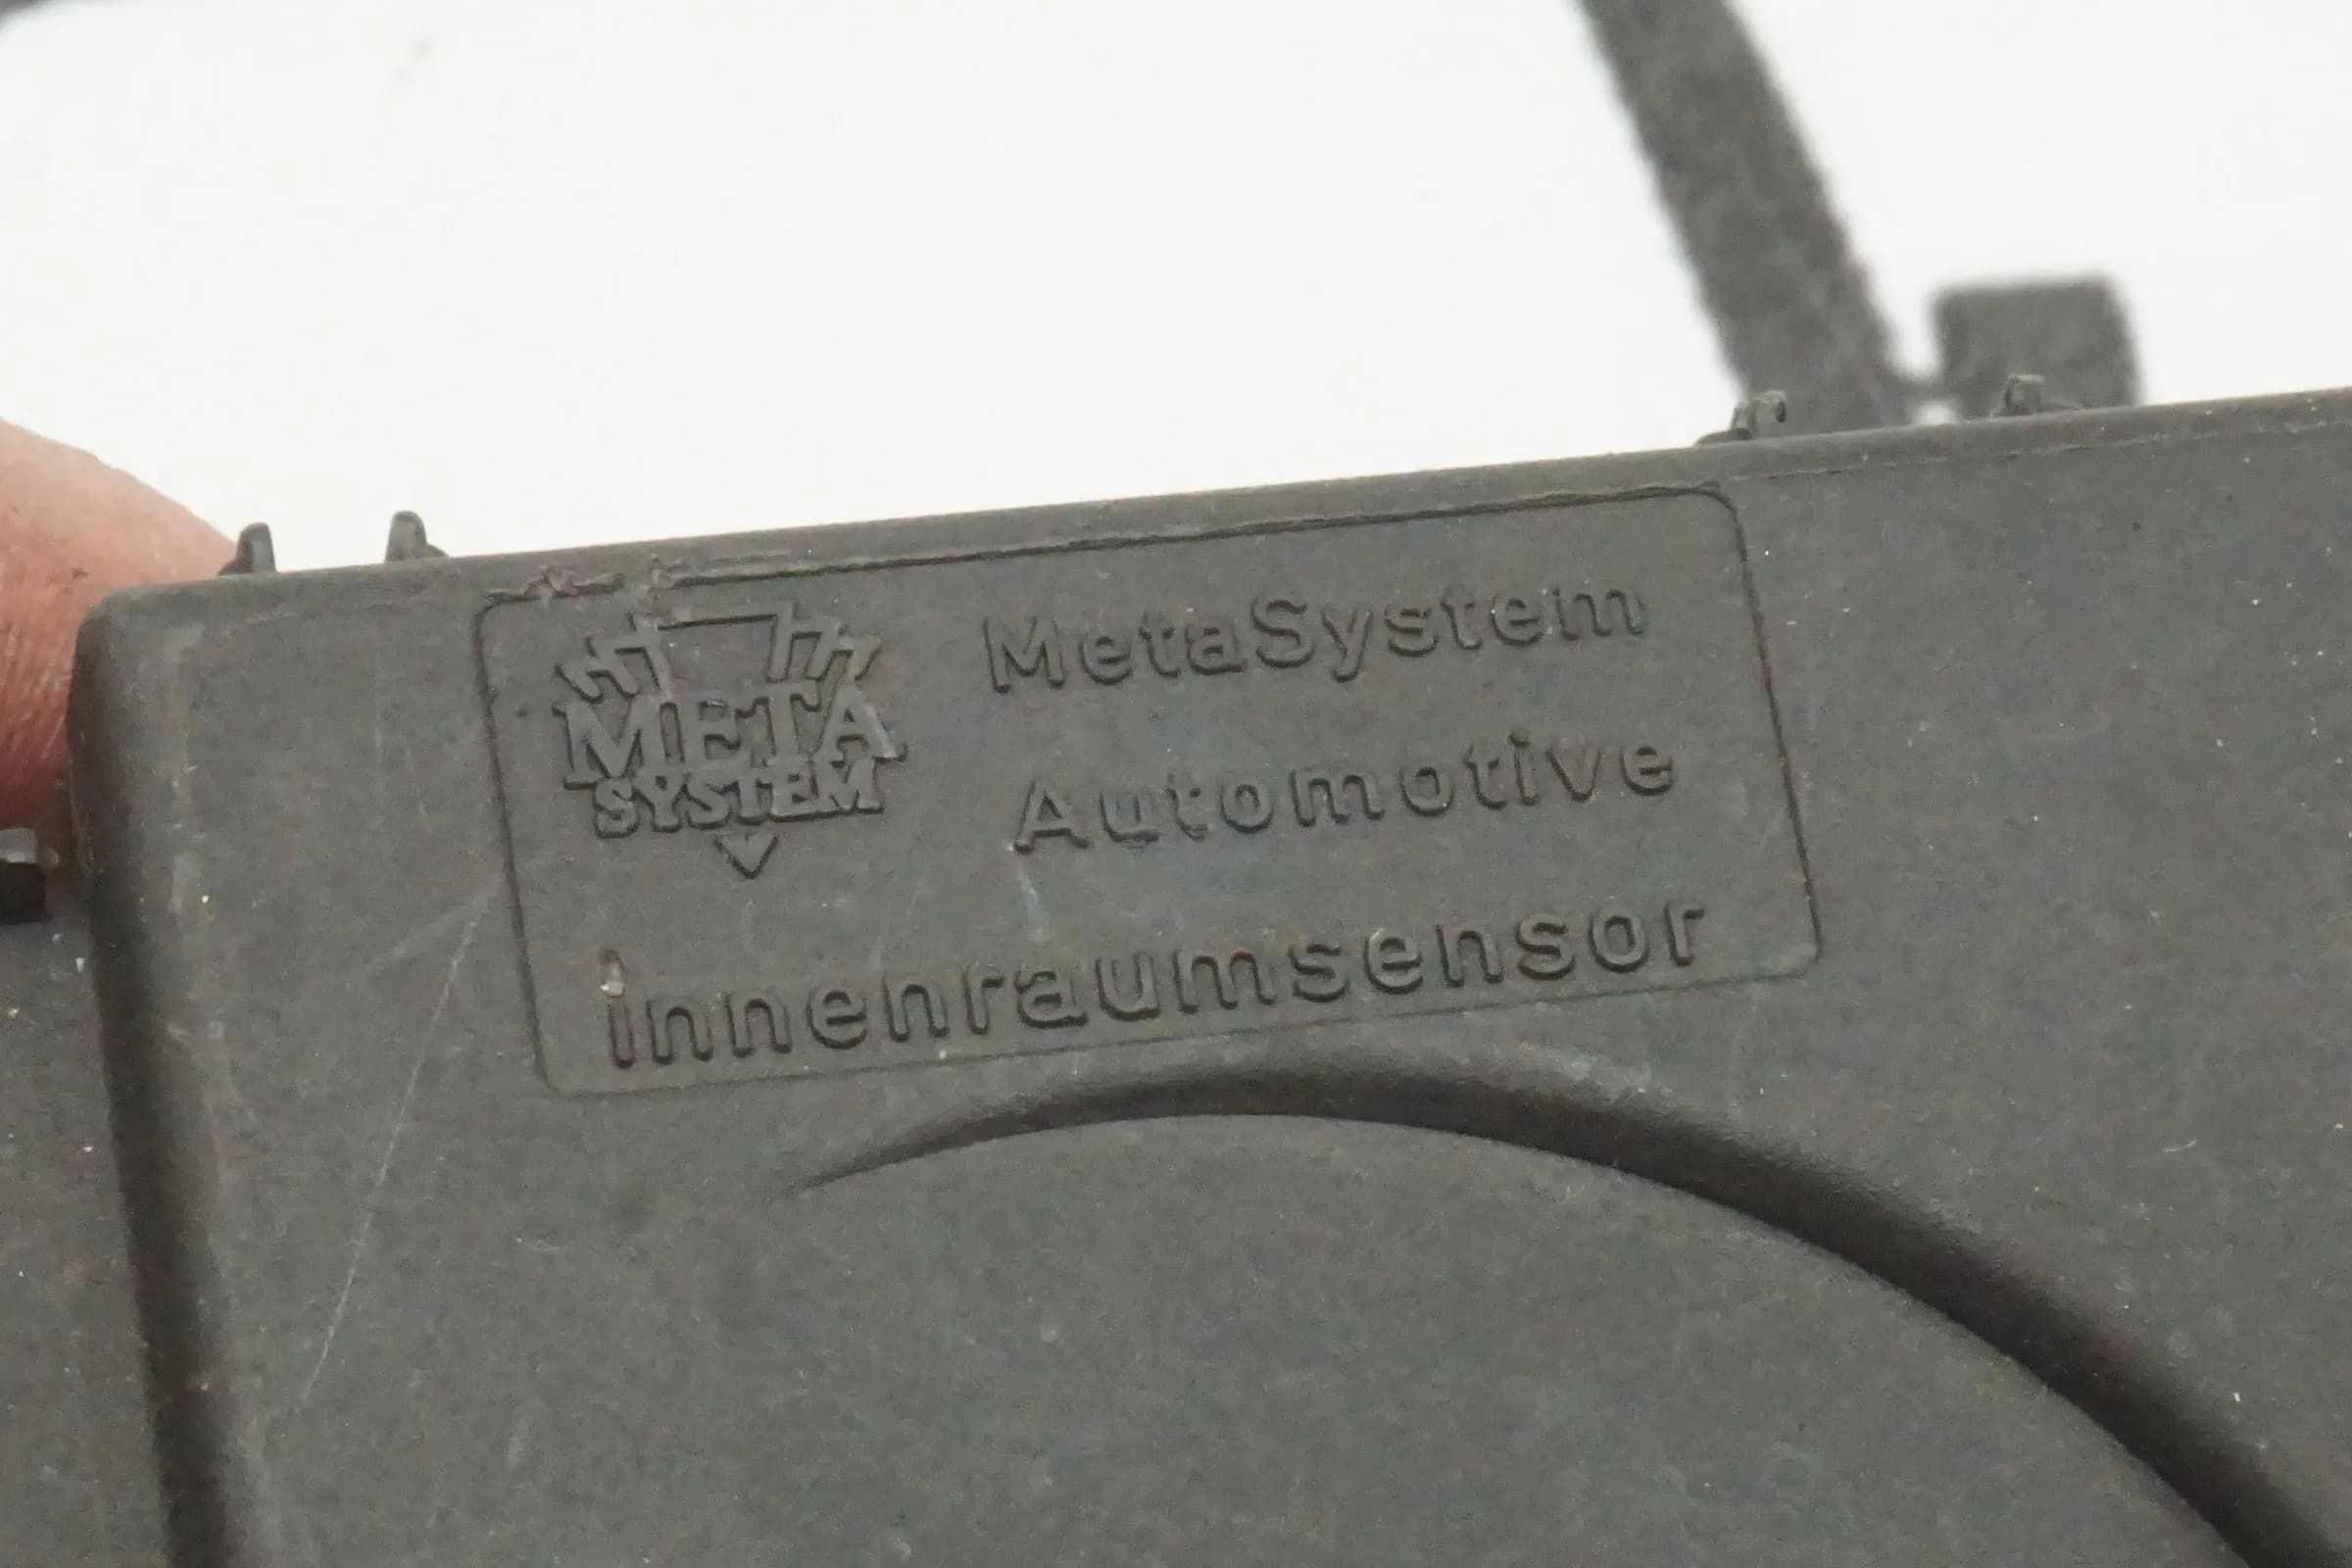 META
SYSTEM
MetaSystem
Automotive
innenraumsensor